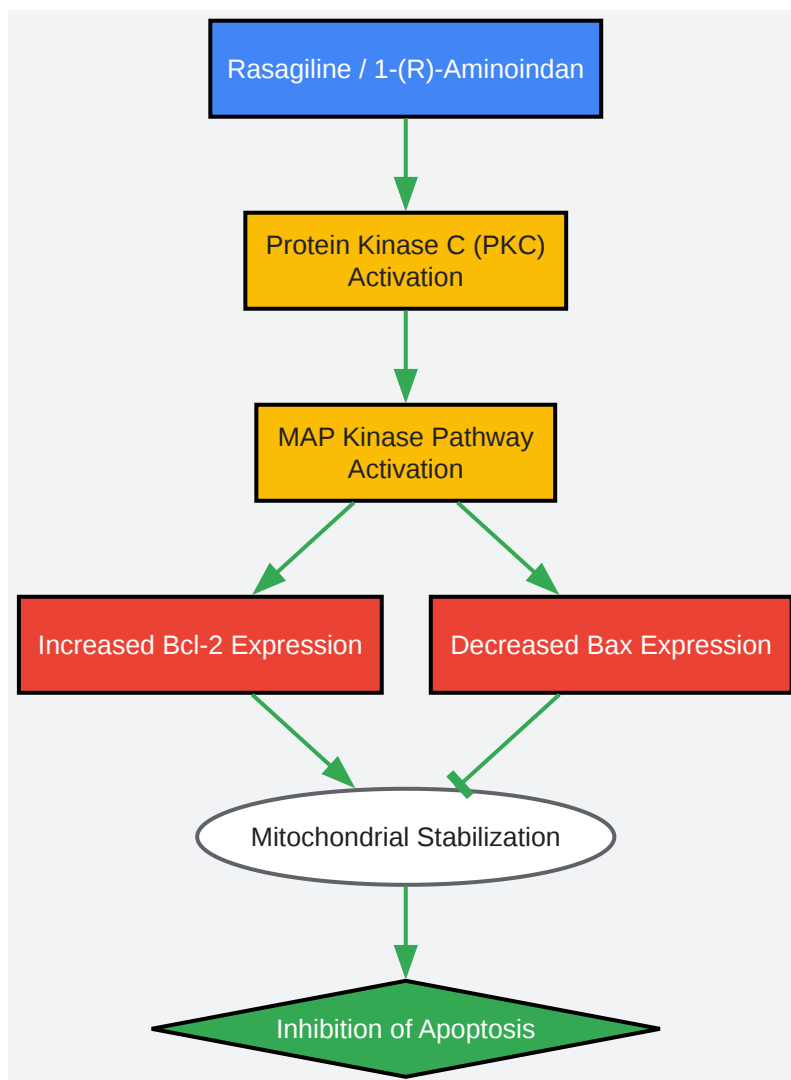 Rasagiline / 1-(R)-Aminoindan
Protein Kinase C (PKC)
Activation
MAP Kinase Pathway
Activation
Increased Bcl-2 Expression
Decreased Bax Expression
Mitochondrial Stabilization
Inhibition of Apoptosis